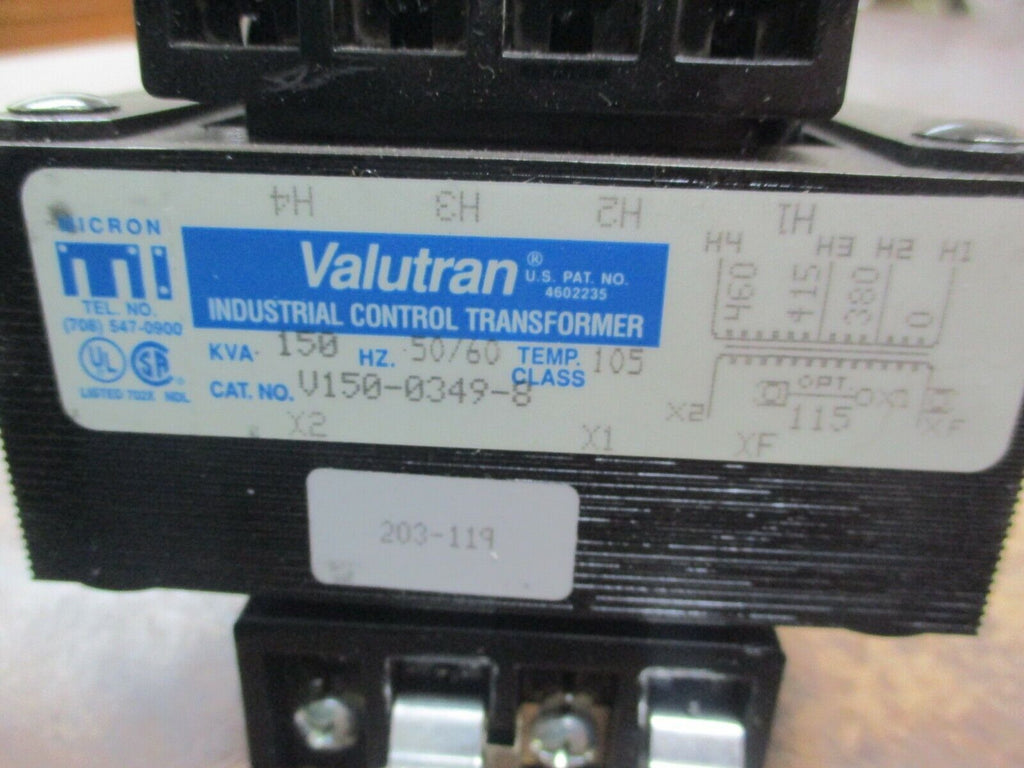 H4 H3 H2 H1
MICRON
TEL. NO.
(708) 547-0900
UL SA
LISTED 702X NDL
Valutran®
U.S. PAT. NO.
4602235
INDUSTRIAL CONTROL TRANSFORMER
KVA· 150 HZ. 50/60 TEMP. CLASS 105
CAT. NO. V150-0349-8
H4 H3 H2 H1
460 415 380 0
OPT.
X2 115 XF
X2 X1 XF
203-119